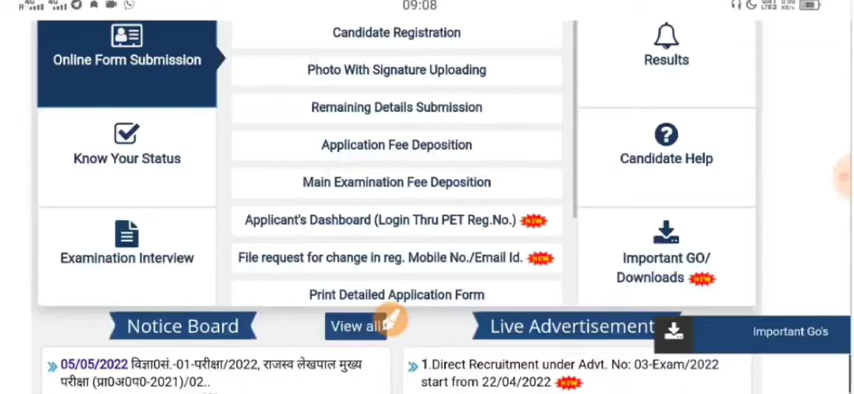 09:08
Online Form Submission
Know Your Status
Examination Interview
Candidate Registration
Photo With Signature Uploading
Remaining Details Submission
Application Fee Deposition
Main Examination Fee Deposition
Applicant's Dashboard (Login Thru PET Reg.No.) NEW
File request for change in reg. Mobile No./Email Id. NEW
Print Detailed Application Form
Results
Candidate Help
Important GO/
Downloads NEW
Notice Board
View all
Live Advertisement
Important Go's
05/05/2022 विज्ञा0सं.-01-परीक्षा/2022, राजस्व लेखपाल मुख्य
परीक्षा (प्रा0अ0प0-2021)/02..
1.Direct Recruitment under Advt. No: 03-Exam/2022
start from 22/04/2022 NEW